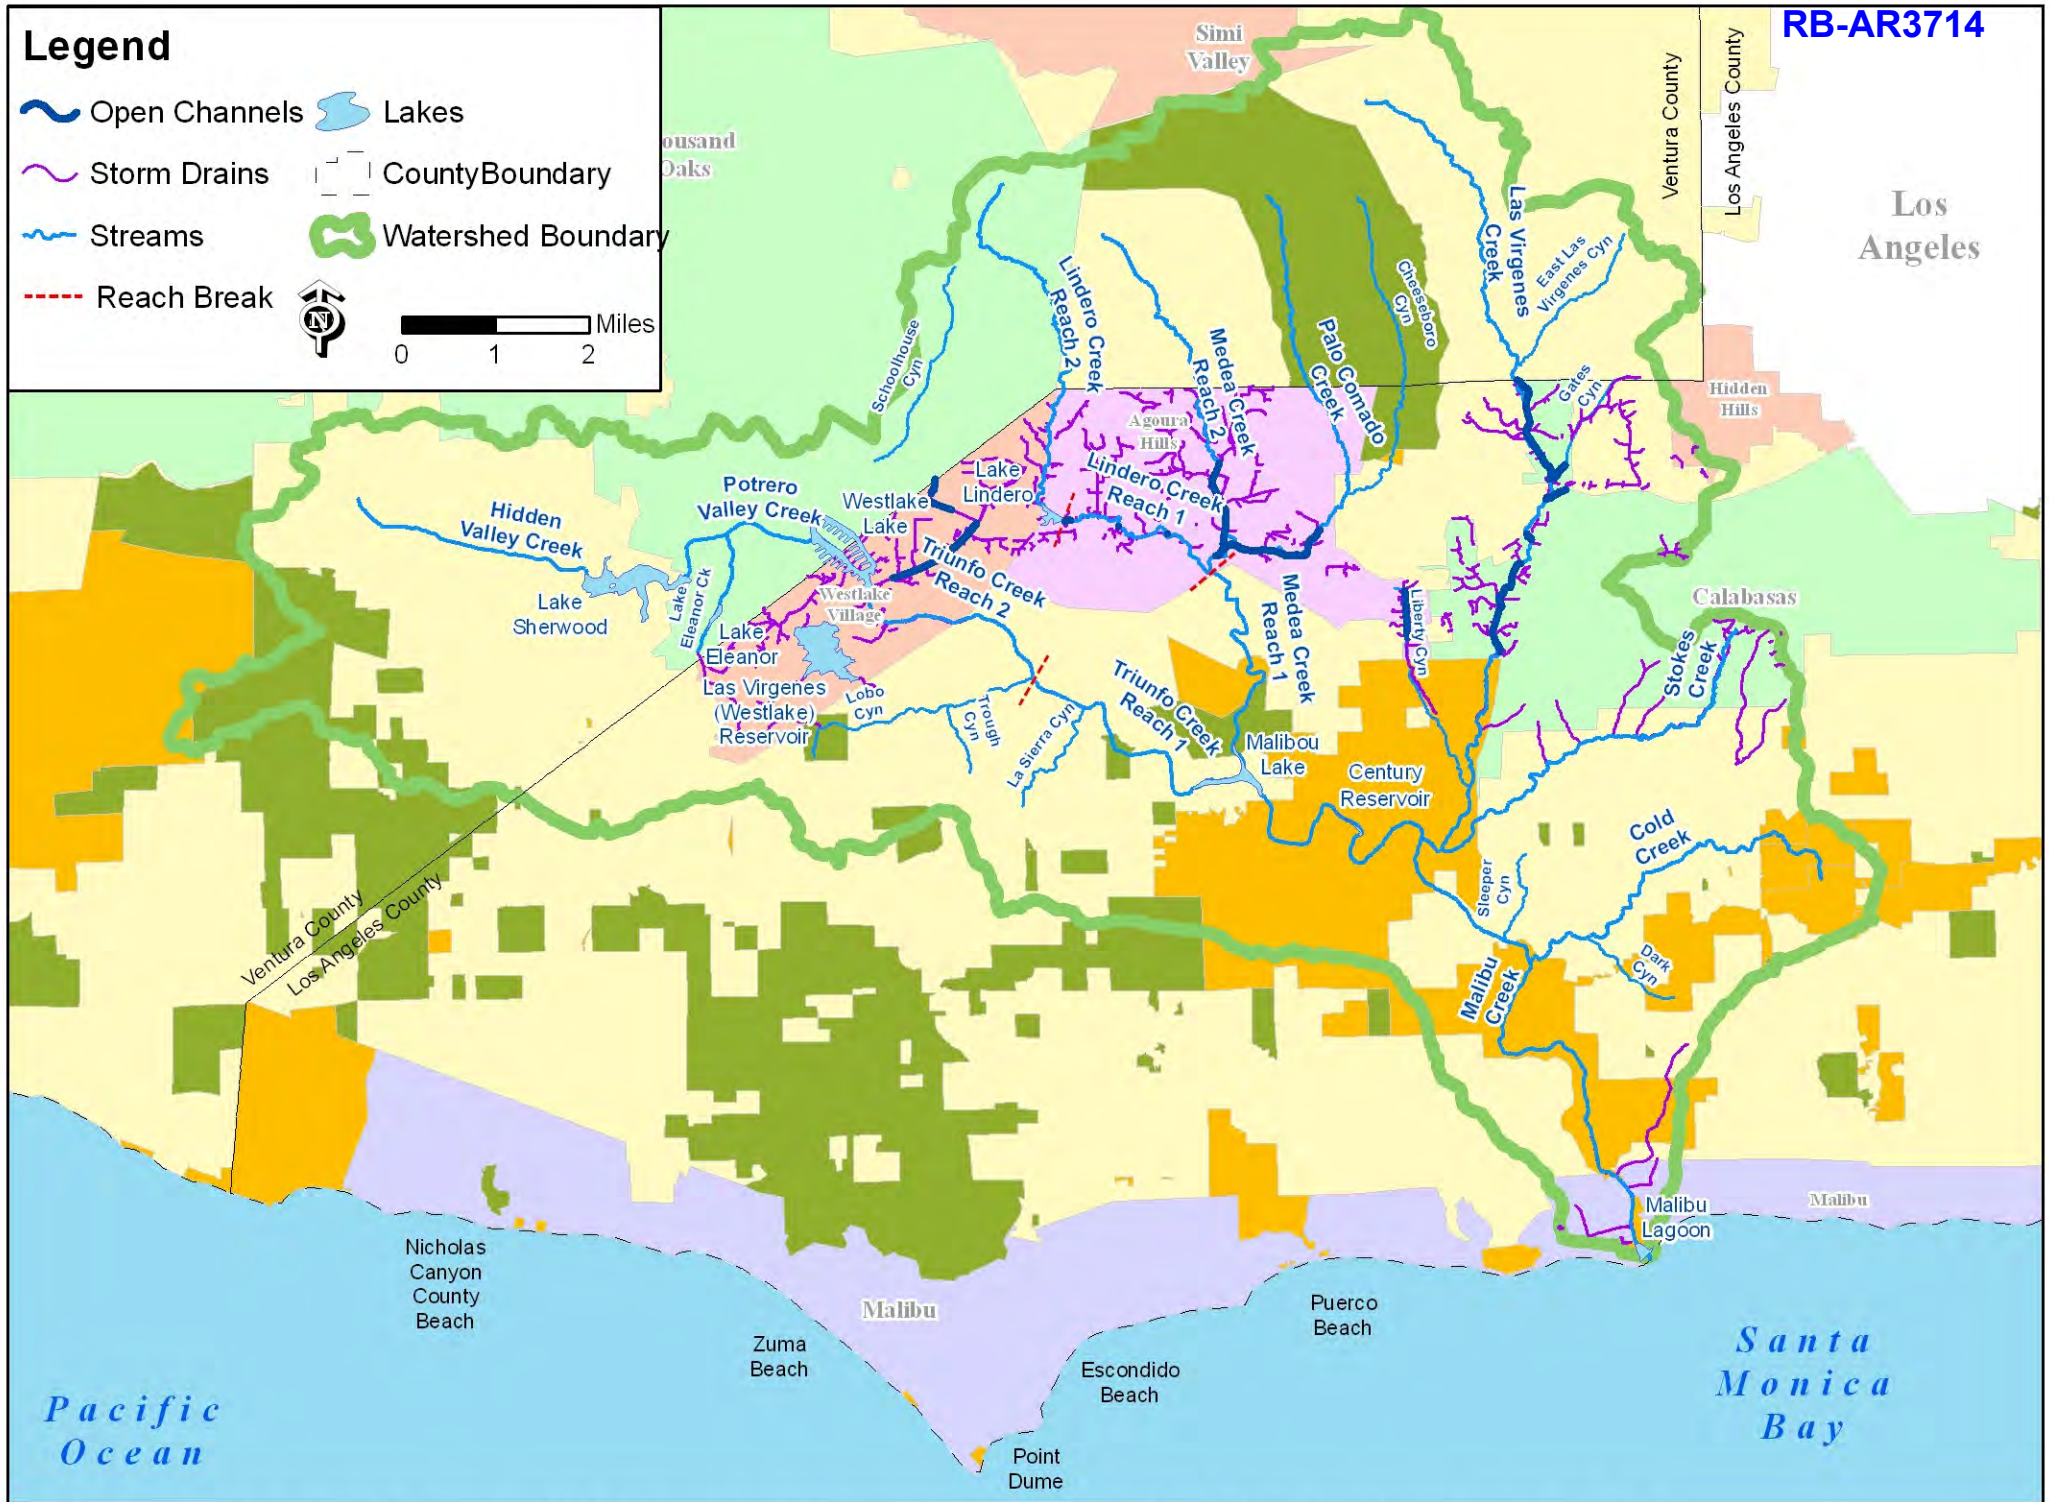 RB-AR3714
Legend
Open Channels
Lakes
Storm Drains
CountyBoundary
Streams
Watershed Boundary
Reach Break
N
Miles
0 1 2
Simi
Valley
ousand
Oaks
Ventura County
Los Angeles County
Los
Angeles
Las Virgenes
Creek
East Las
Virgenes Cyn
Cheeseboro
Cyn
Lindero Creek
Reach 2
Schoolhouse
Cyn
Medea Creek
Reach 2
Palo Comado
Creek
Gates
Cyn
Hidden
Hills
Agoura
Hills
Lindero Creek
Reach 1
Lake
Lindero
Westlake
Lake
Potrero
Valley Creek
Hidden
Valley Creek
Lake
Sherwood
Lake
Eleanor Ck
Triunfo Creek
Reach 2
Westlake
Village
Lake
Eleanor
Las Virgenes
(Westlake)
Reservoir
Lobo
Cyn
Trough
Cyn
La Sierra Cyn
Triunfo Creek
Reach 1
Medea Creek
Reach 1
Liberty Cyn
Calabasas
Stokes
Creek
Malibou
Lake
Century
Reservoir
Cold
Creek
Sleeper
Cyn
Dark
Cyn
Malibu
Creek
Ventura County
Los Angeles County
Malibu
Lagoon
Malibu
Nicholas
Canyon
County
Beach
Malibu
Zuma
Beach
Escondido
Beach
Puerco
Beach
Point
Dume
Pacific
Ocean
Santa
Monica
Bay